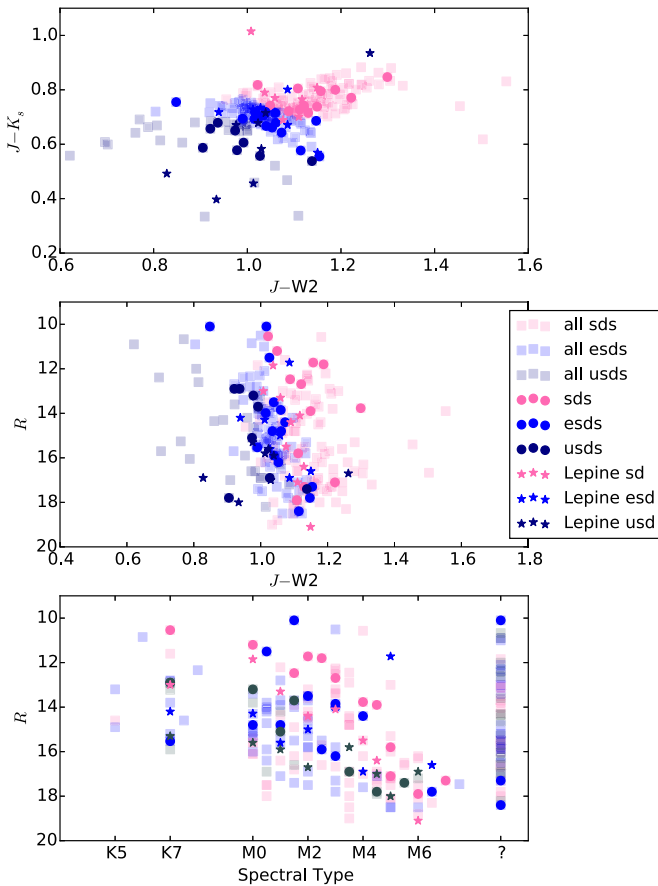 1.0
0.8
J−Ks
0.6
0.4
0.2
0.6 0.8 1.0 1.2 1.4 1.6
J−W2
10
12
14
R
16
18
20
0.4 0.6 0.8 1.0 1.2 1.4 1.6 1.8
J−W2
all sds
all esds
all usds
sds
esds
usds
Lepine sd
Lepine esd
Lepine usd
10
12
14
R
16
18
20
K5 K7 M0 M2 M4 M6 ?
Spectral Type